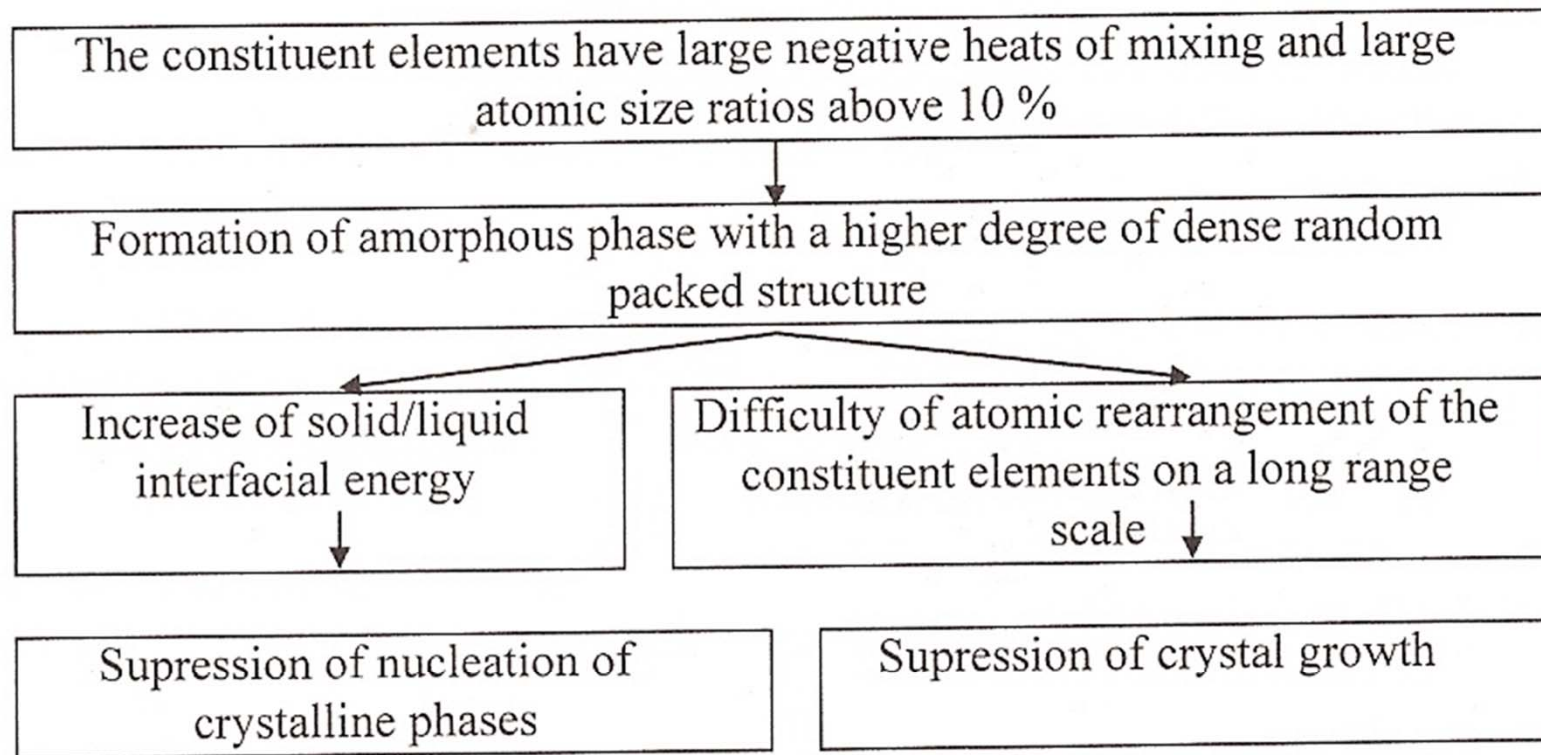 The constituent elements have large negative heats of mixing and large
atomic size ratios above 10 %
Formation of amorphous phase with a higher degree of dense random
packed structure
Increase of solid/liquid
interfacial energy
Difficulty of atomic rearrangement of the
constituent elements on a long range
scale
Supression of nucleation of
crystalline phases
Supression of crystal growth